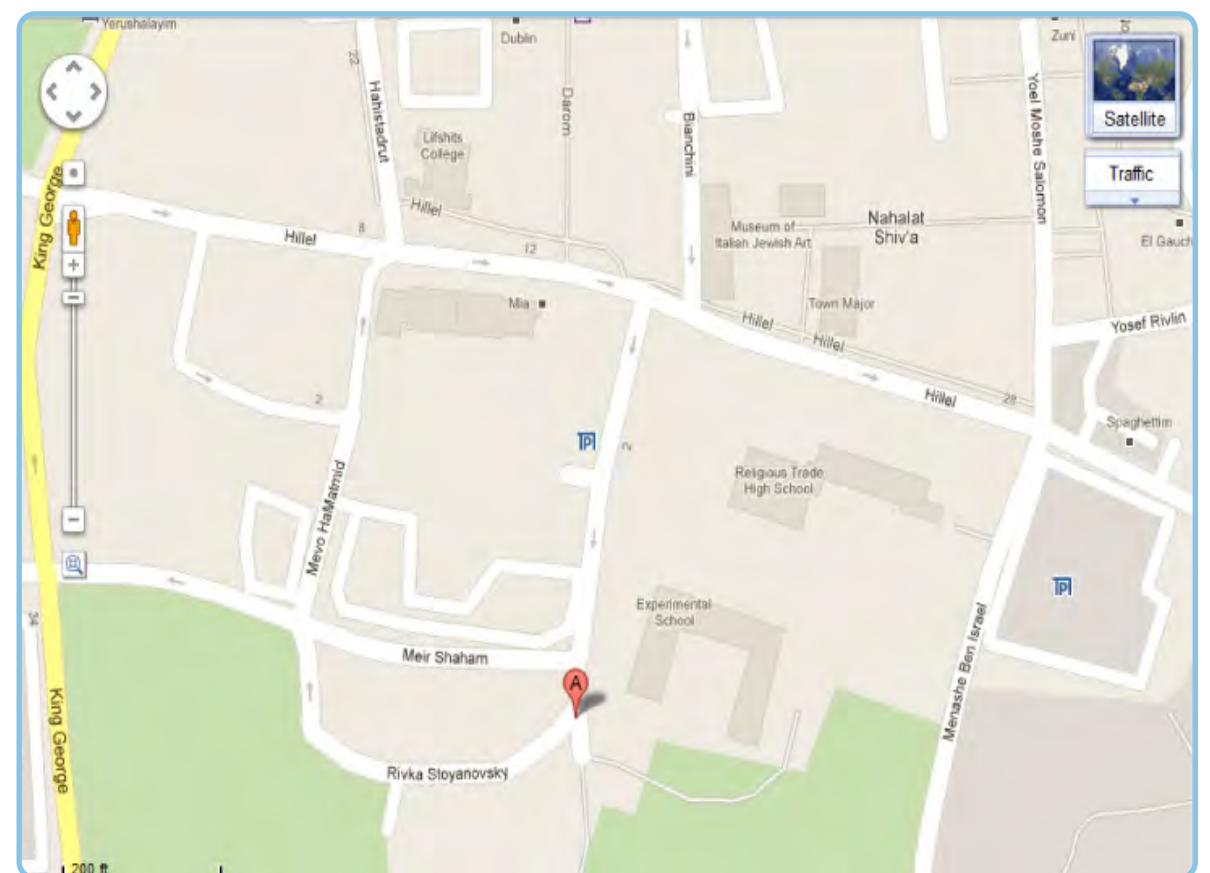 Yerushalayim
Dublin
Zuni
22
Hahistadrut
Darom
Bianchini
Yoel Moshe Salomon
Satellite
Traffic
Lifshits
College
King George
Hillel
8
Hillel
12
Museum of
Italian Jewish Art
Nahalat
Shiv'a
El Gauch
Mia
Town Major
Hillel
Hillel
Yosef Rivlin
Hillel
28
2
Spaghettim
P
2
Religious Trade
High School
Mevo HaMatmid
P
Experimental
School
34
Meir Shaham
A
Menashe Ben Israel
King George
Rivka Stoyanovsky
200 ft